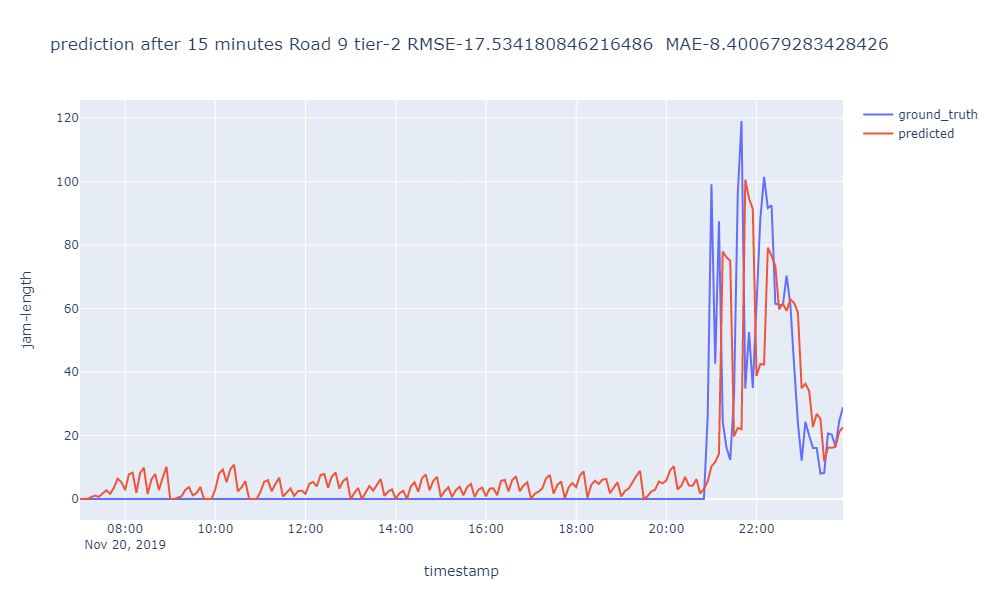 prediction after 15 minutes Road 9 tier-2 RMSE-17.534180846216486  MAE-8.400679283428426
ground_truth
predicted
120
100
80
60
40
20
0
jam-length
08:00 10:00 12:00 14:00 16:00 18:00 20:00 22:00
Nov 20, 2019
timestamp